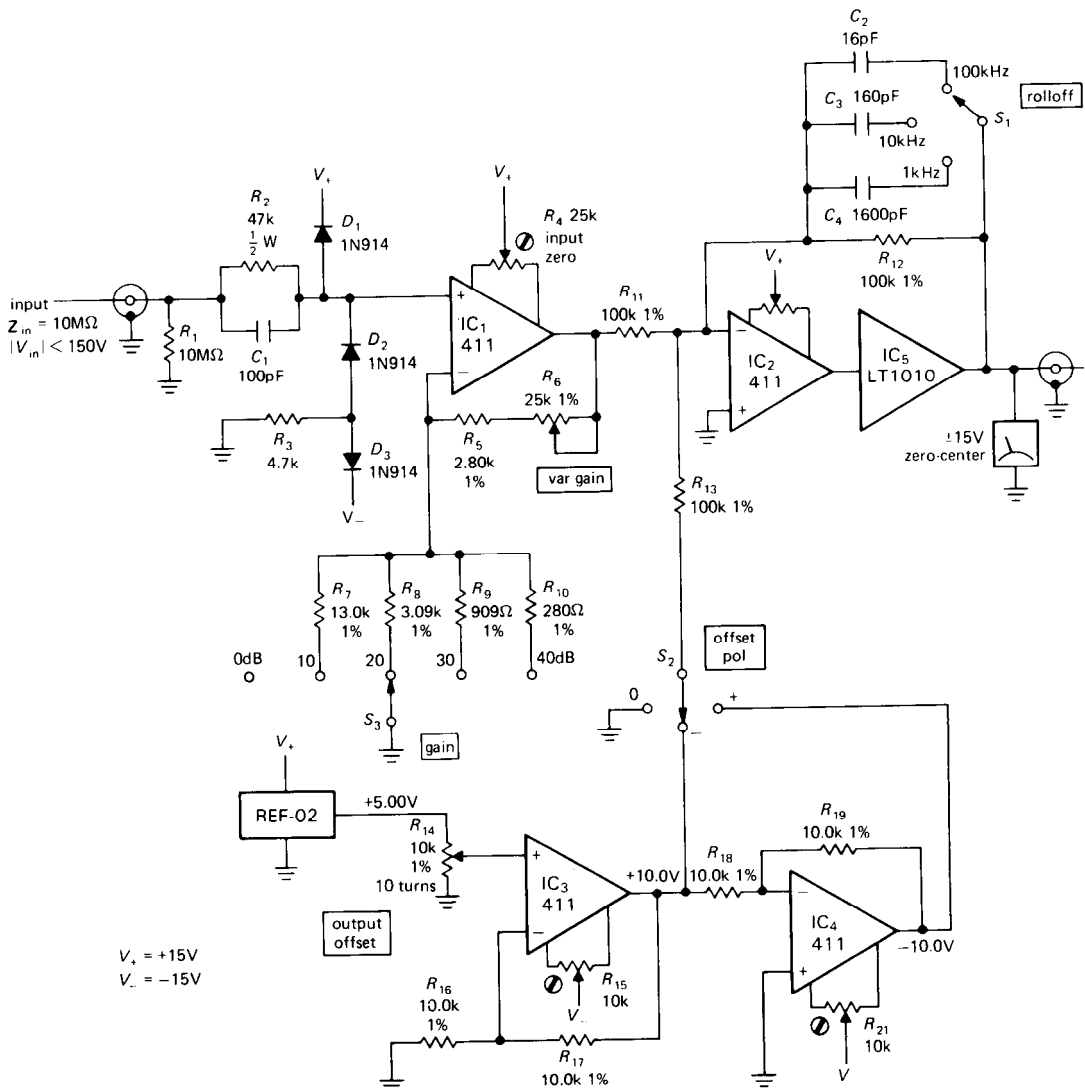 C2
16pF
100kHz
rolloff
C3 160pF
S1
10kHz
1kHz
C4 1600pF
V+
R2
47k
1/2 W
D1
1N914
V+
R4 25k
input
zero
R12
100k 1%
V+
input
Zin = 10MΩ
|Vin| < 150V
R1
10MΩ
C1
100pF
D2
1N914
+
IC1
411
−
R11
100k 1%
−
IC2
411
+
IC5
LT1010
R6
25k 1%
R3
4.7k
D3
1N914
V−
R5
2.80k
1%
var gain
±15V
zero-center
R13
100k 1%
R7
13.0k
1%
R8
3.09k
1%
R9
909Ω
1%
R10
280Ω
1%
0dB
10
20
30
40dB
S3
gain
S2
offset
pol
0
+
−
V+
REF-02
+5.00V
R14
10k
1%
10 turns
+
IC3
411
−
+10.0V
R18
10.0k 1%
R19
10.0k 1%
−
IC4
411
+
−10.0V
output
offset
V+ = +15V
V− = −15V
R15
10k
V−
R16
10.0k
1%
R17
10.0k 1%
R21
10k
V